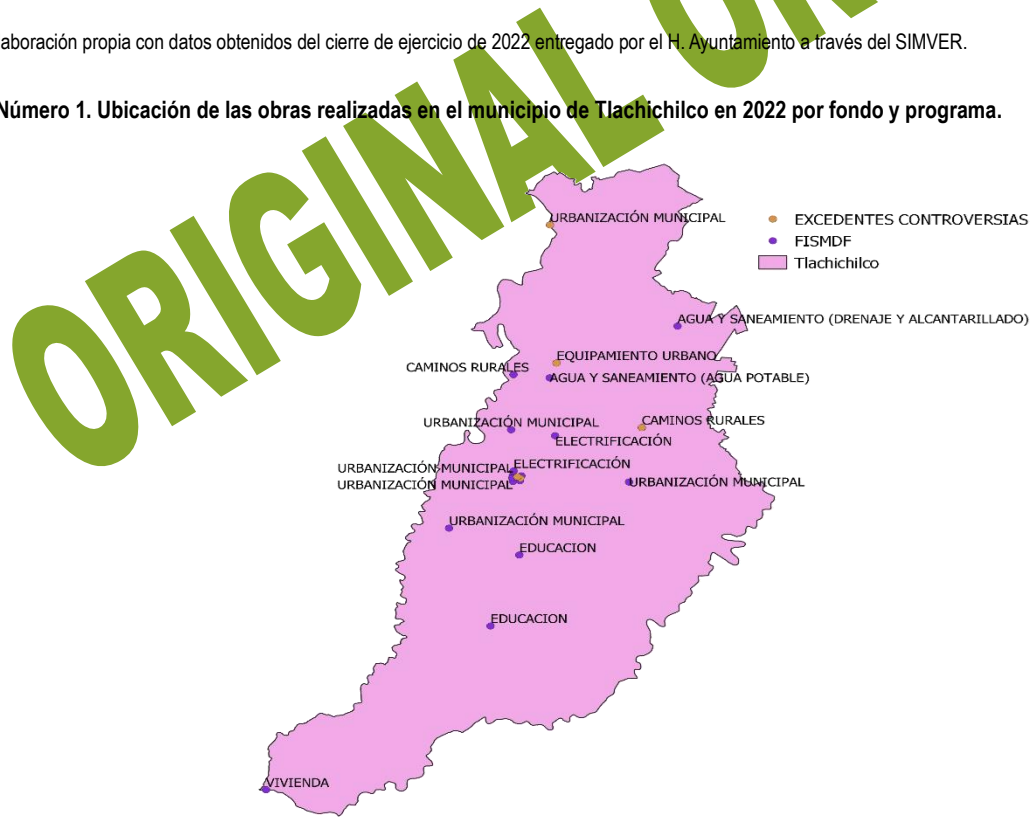 laboración propia con datos obtenidos del cierre de ejercicio de 2022 entregado por el H. Ayuntamiento a través del SIMVER.
Número 1. Ubicación de las obras realizadas en el municipio de Tlachichilco en 2022 por fondo y programa.
ORIGINAL
URBANIZACIÓN MUNICIPAL
EXCEDENTES CONTROVERSIAS
FISMDF
Tlachichilco
AGUA Y SANEAMIENTO (DRENAJE Y ALCANTARILLADO)
EQUIPAMIENTO URBANO
CAMINOS RURALES
AGUA Y SANEAMIENTO (AGUA POTABLE)
URBANIZACIÓN MUNICIPAL
CAMINOS RURALES
ELECTRIFICACIÓN
URBANIZACIÓN MUNICIPAL
ELECTRIFICACIÓN
URBANIZACIÓN MUNICIPAL
URBANIZACIÓN MUNICIPAL
URBANIZACIÓN MUNICIPAL
EDUCACION
EDUCACION
VIVIENDA